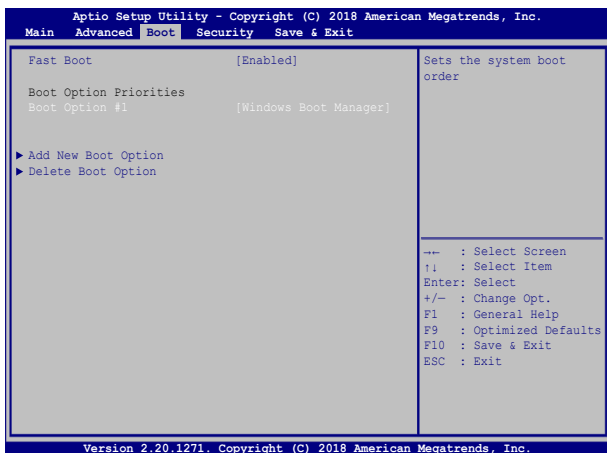 Aptio Setup Utility - Copyright (C) 2018 American Megatrends, Inc.
Main Advanced Boot Security Save & Exit
Fast Boot [Enabled]
Boot Option Priorities
Boot Option #1 [Windows Boot Manager]
▶ Add New Boot Option
▶ Delete Boot Option
Sets the system boot
order
→← : Select Screen
↑↓ : Select Item
Enter: Select
+/— : Change Opt.
F1 : General Help
F9 : Optimized Defaults
F10 : Save & Exit
ESC : Exit
Version 2.20.1271. Copyright (C) 2018 American Megatrends, Inc.